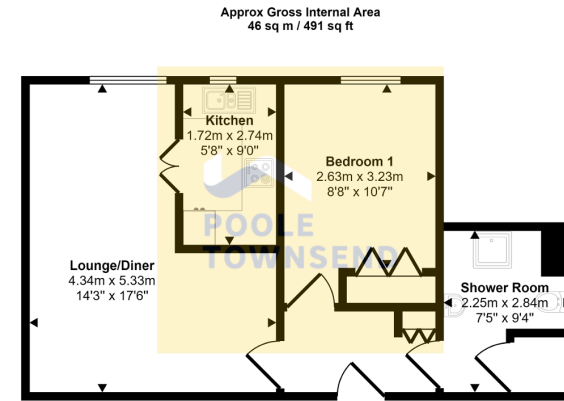 Approx Gross Internal Area
46 sq m / 491 sq ft
Kitchen
1.72m x 2.74m
5'8" x 9'0"
Bedroom 1
2.63m x 3.23m
8'8" x 10'7"
POOLE
TOWNSEND
Lounge/Diner
4.34m x 5.33m
14'3" x 17'6"
Shower Room
2.25m x 2.84m
7'5" x 9'4"